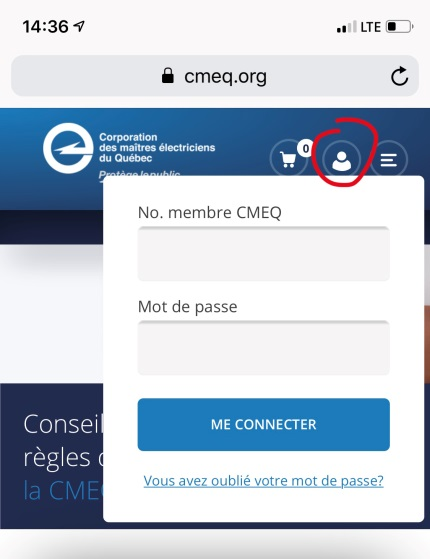 14:36
LTE
cmeq.org
Corporation
des maîtres électriciens
du Québec
Protège le public
0
No. membre CMEQ
Mot de passe
ME CONNECTER
Vous avez oublié votre mot de passe?
Conseil
règles
la CME